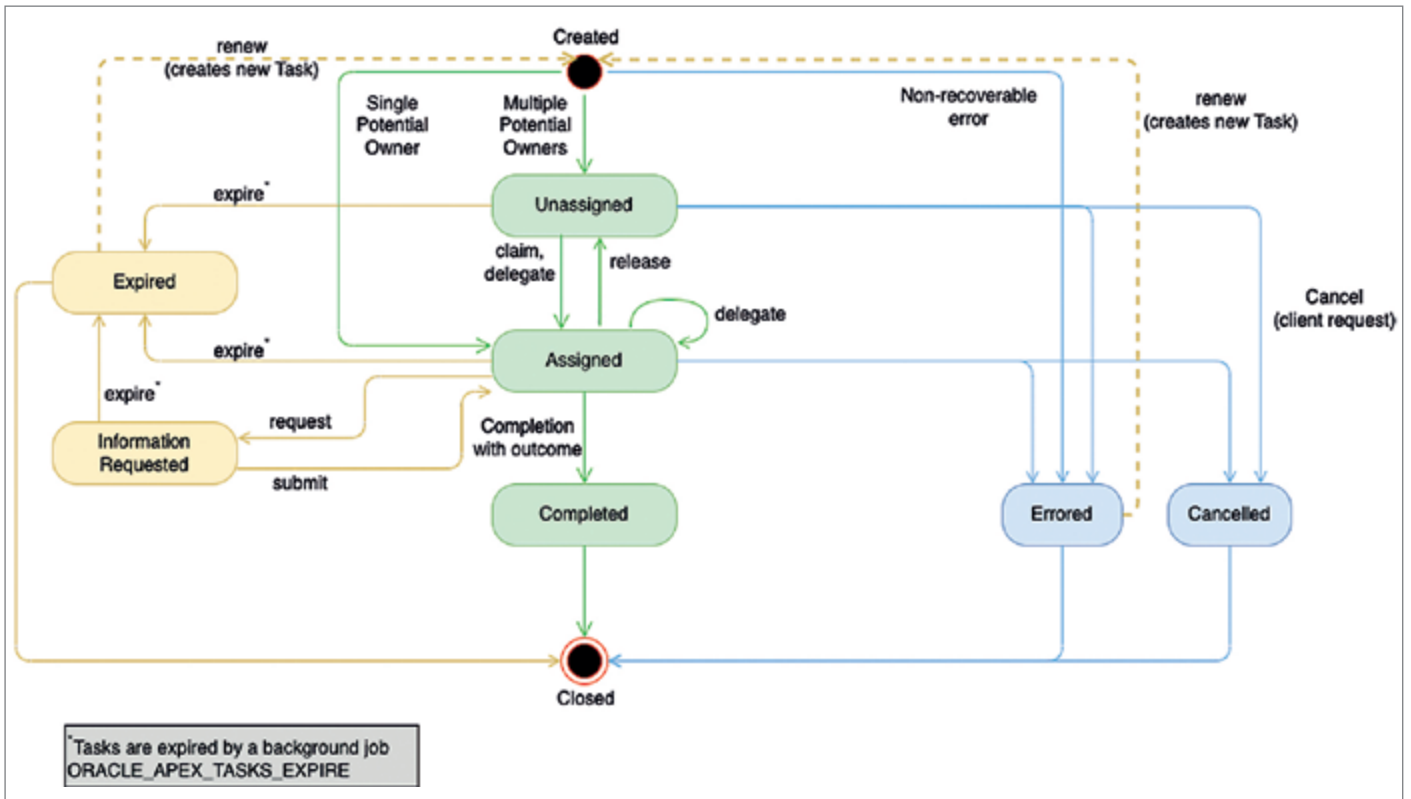 Created
renew
(creates new Task)
Single
Potential
Owner
Multiple
Potential
Owners
Non-recoverable
error
renew
(creates new Task)
expire*
Unassigned
claim,
delegate
release
Expired
delegate
Cancel
(client request)
expire*
Assigned
expire*
request
Completion
with outcome
Information
Requested
submit
Completed
Errored
Cancelled
Closed
*Tasks are expired by a background job
ORACLE_APEX_TASKS_EXPIRE